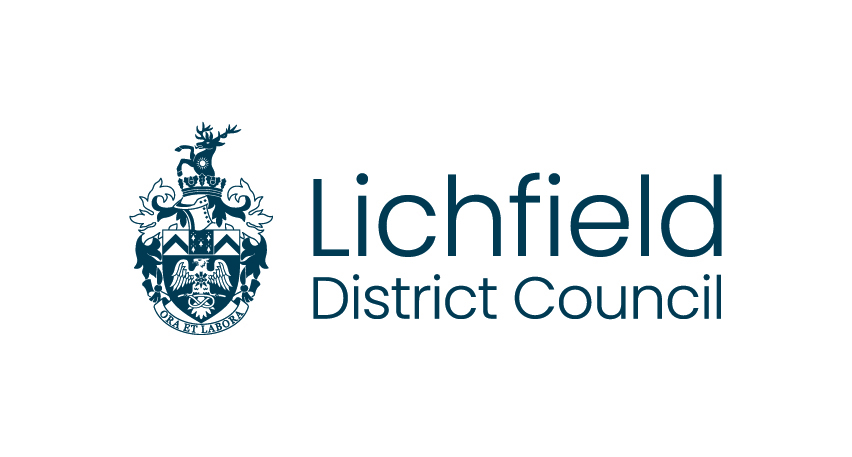 Lichfield
District Council
ORA ET LABORA